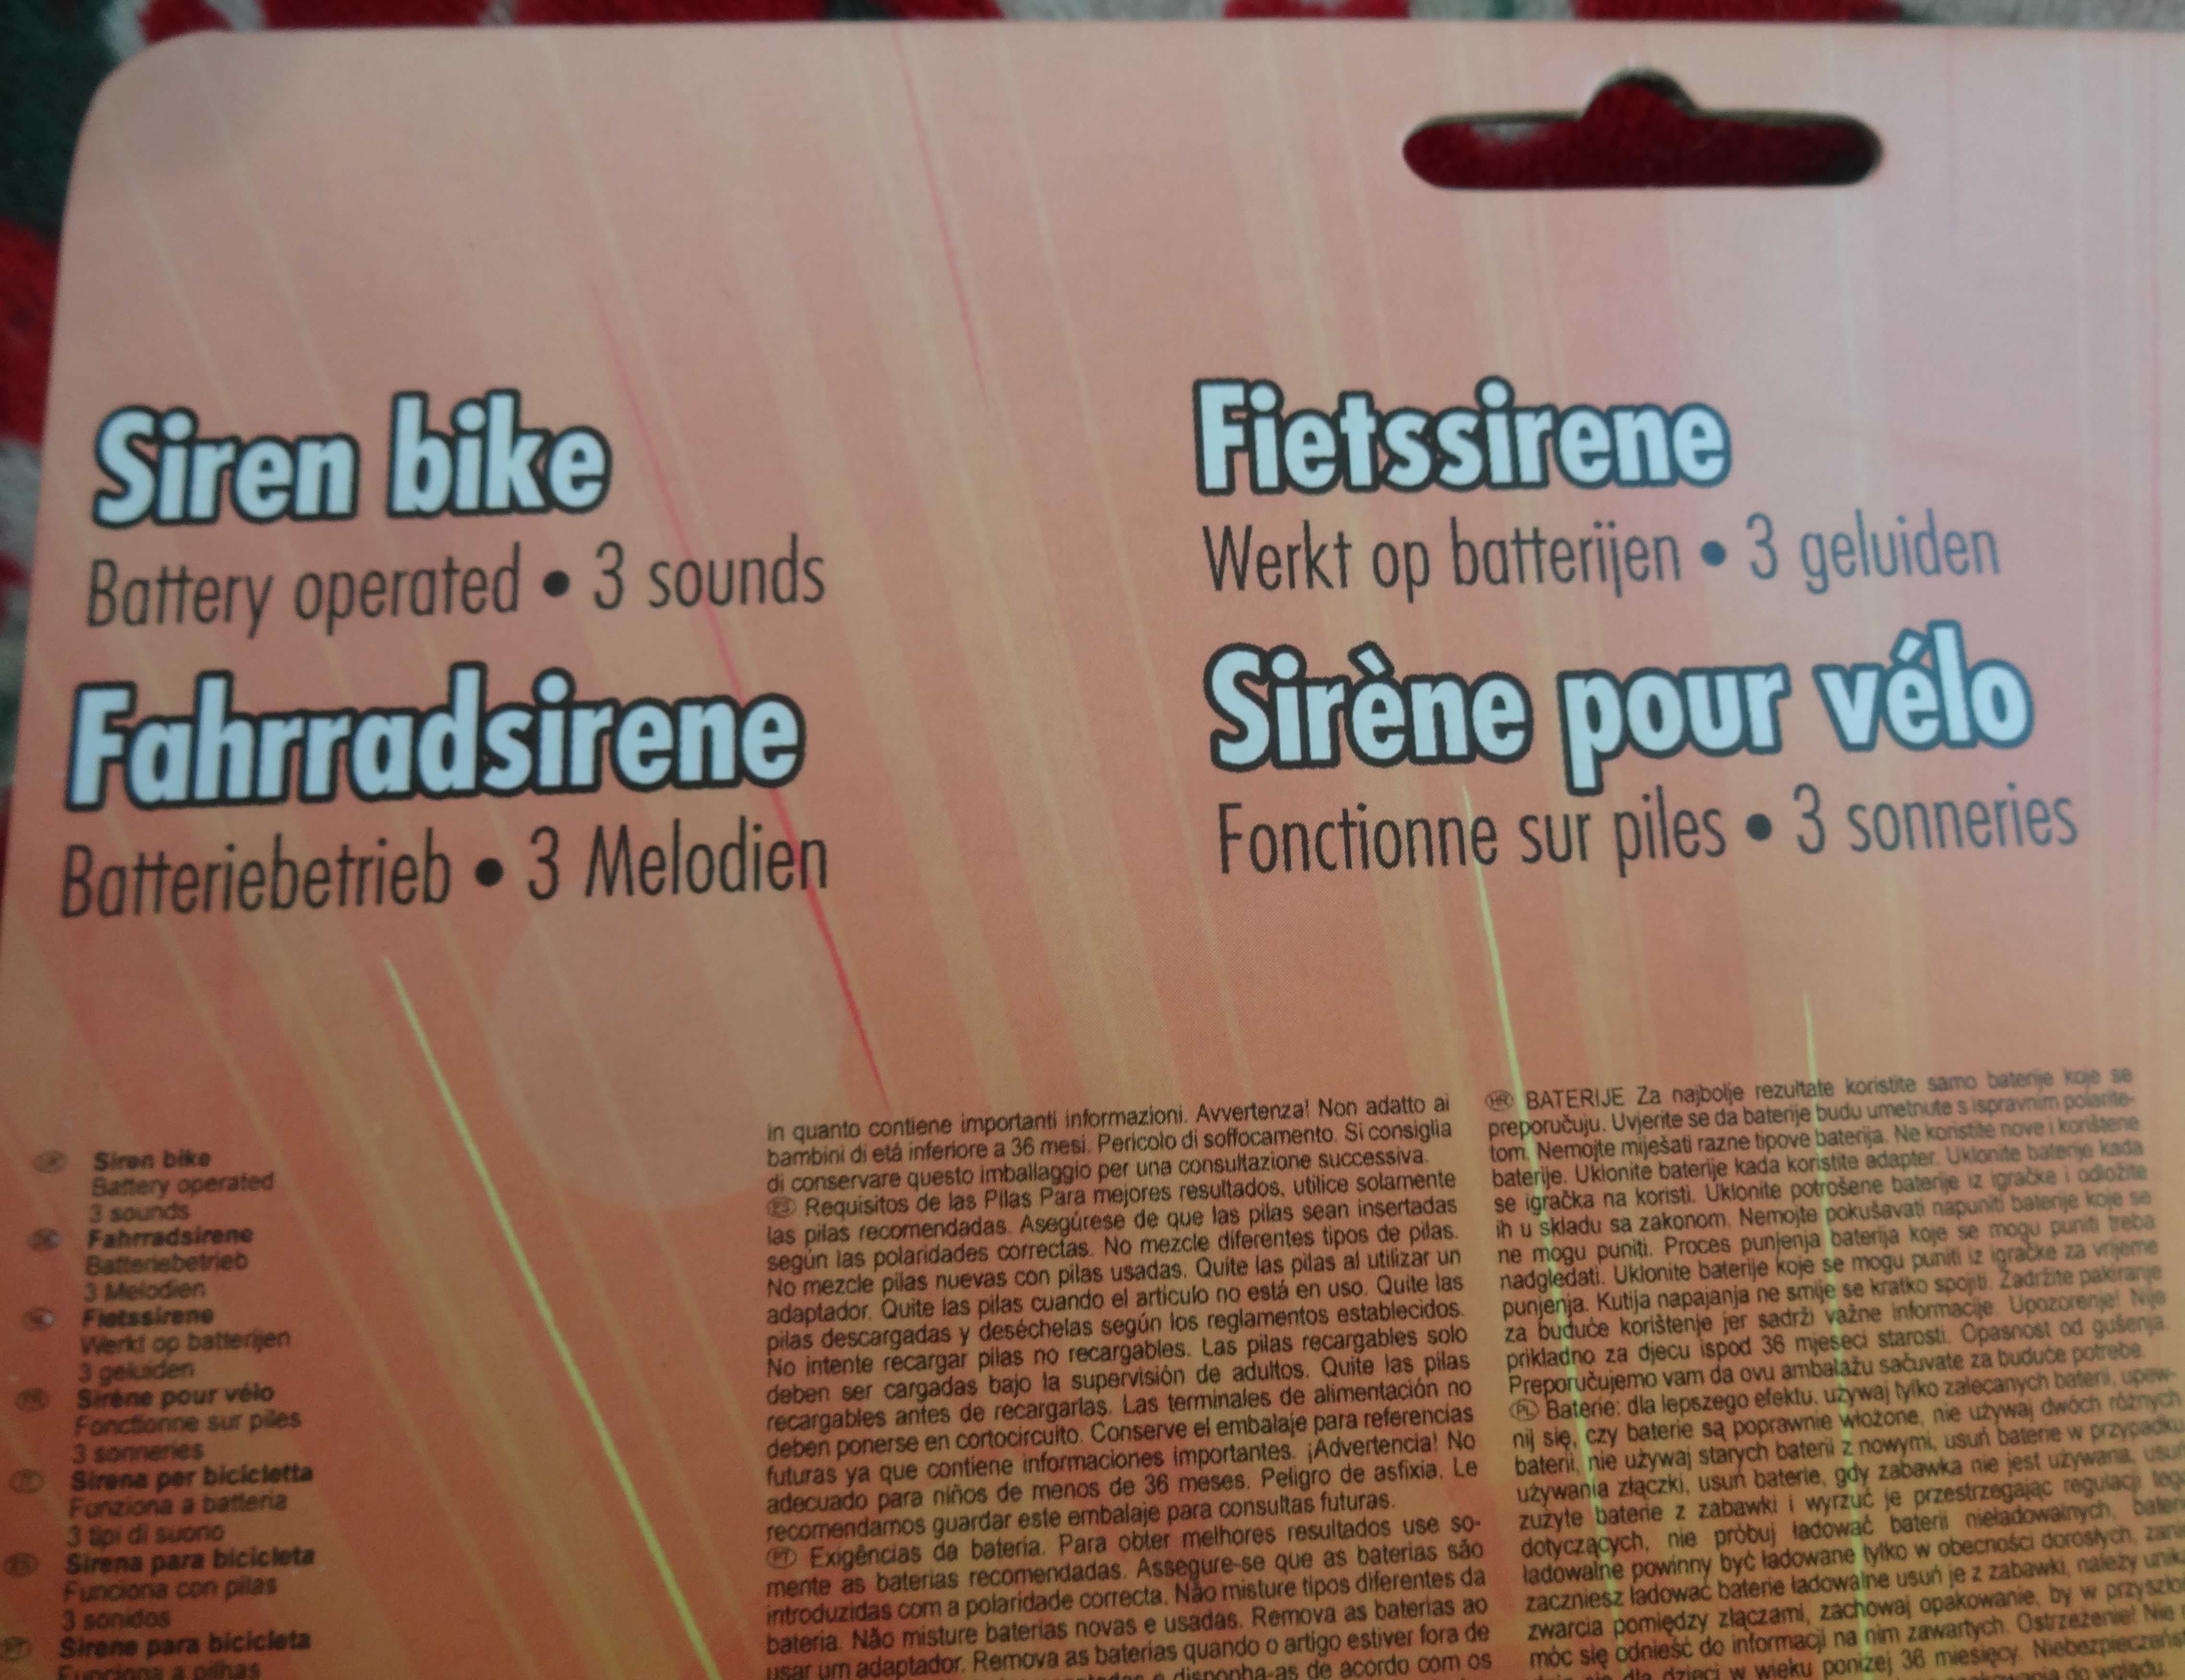 Siren bike
Battery operated • 3 sounds
Fahrradsirene
Batteriebetrieb • 3 Melodien
Fietssirene
Werkt op batterijen • 3 geluiden
Sirène pour vélo
Fonctionne sur piles • 3 sonneries
Siren bike
Battery operated
3 sounds
Fahrradsirene
Batteriebetrieb
3 Melodien
Fietssirene
Werkt op batterijen
3 geluiden
Sirène pour vélo
Fonctionne sur piles
3 sonneries
Sirena per bicicletta
Funziona a batteria
3 tipi di suono
Sirena para bicicleta
Funciona con pilas
3 sonidos
Sirene para bicicleta
Funciona a pilhas
in quanto contiene importanti informazioni. Avvertenza! Non adatto ai
bambini di etá inferiore a 36 mesi. Pericolo di soffocamento. Si consiglia
di conservare questo imballaggio per una consultazione successiva.
ES Requisitos de las Pilas Para mejores resultados, utilice solamente
las pilas recomendadas. Asegúrese de que las pilas sean insertadas
según las polaridades correctas. No mezcle diferentes tipos de pilas.
No mezcle pilas nuevas con pilas usadas. Quite las pilas al utilizar un
adaptador. Quite las pilas cuando el articulo no está en uso. Quite las
pilas descargadas y deséchelas según los reglamentos establecidos.
No intente recargar pilas no recargables. Las pilas recargables solo
deben ser cargadas bajo la supervisión de adultos. Quite las pilas
recargables antes de recargarlas. Las terminales de alimentación no
deben ponerse en cortocircuito. Conserve el embalaje para referencias
futuras ya que contiene informaciones importantes. ¡Advertencia! No
adecuado para niños de menos de 36 meses. Peligro de asfixia. Le
recomendamos guardar este embalaje para consultas futuras.
PT Exigências da bateria. Para obter melhores resultados use so-
mente as baterias recomendadas. Assegure-se que as baterias são
introduzidas com a polaridade correcta. Não misture tipos diferentes da
bateria. Não misture baterias novas e usadas. Remova as baterias ao
usar um adaptador. Remova as baterias quando o artigo estiver fora de
disponha-as de acordo com os
HR BATERIJE Za najbolje rezultate koristite samo baterije koje se
preporučuju. Uvjerite se da baterije budu umetnute s ispravnim polarite-
tom. Nemojte miješati razne tipove baterija. Ne koristite nove i korištene
baterije. Uklonite baterije kada koristite adapter. Uklonite baterije kada
se igračka na koristi. Uklonite potrošene baterije iz igračke i odložite
ih u skladu sa zakonom. Nemojte pokušavati napuniti baterije koje se
ne mogu puniti. Proces punjenja baterija koje se mogu puniti treba
nadgledati. Uklonite baterije koje se mogu puniti iz igračke za vrijeme
punjenja. Kutija napajanja ne smije se kratko spojiti. Zadržite pakiranje
za buduće korištenje jer sadrži važne informacije. Upozorenje! Nije
prikladno za djecu ispod 36 mjeseci starosti. Opasnost od gušenja.
Preporučujemo vam da ovu ambalažu sačuvate za buduće potrebe.
PL Baterie: dla lepszego efektu, używaj tylko zalecanych baterii, upew-
nij się, czy baterie są poprawnie włożone, nie używaj dwóch różnych
baterii, nie używaj starych baterii z nowymi, usuń baterie w przypadku
używania złączki, usuń baterie, gdy zabawka nie jest używana, usuń
zużyte baterie z zabawki i wyrzuć je przestrzegając regulacji
dotyczących, nie próbuj ładować baterii nieładowalnych,
ładowalne powinny być ładowane tylko w obecności dorosłych,
zaczniesz ładować baterie ładowalne usuń je z zabawki, należy
zwarcia pomiędzy złączami, zachowaj opakowanie, by w
móc się odnieść do informacji na nim zawartych. Ostrzeżenie! Nie
dla dzieci w wieku poniżej 36 miesięcy.